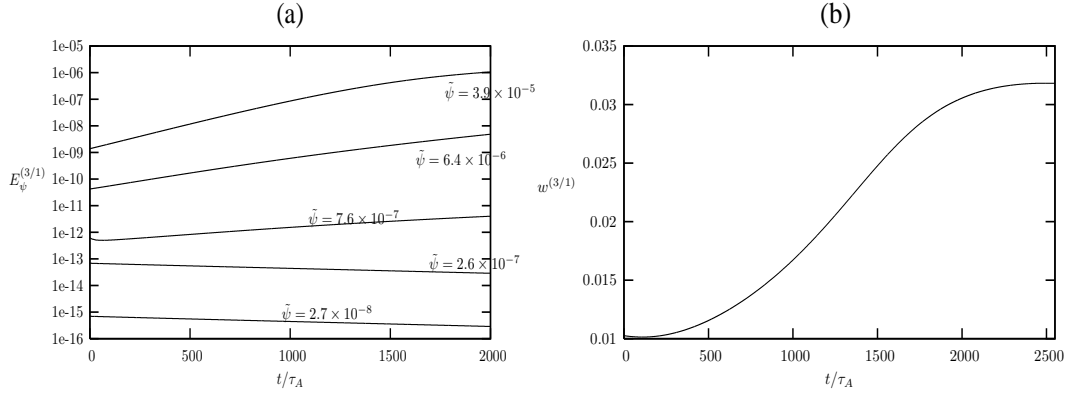 (a)
1e-05
1e-06
1e-07
1e-08
1e-09
1e-10
1e-11
1e-12
1e-13
1e-14
1e-15
1e-16
E_ψ^(3/1)
ψ̃ = 3.9 × 10^-5
ψ̃ = 6.4 × 10^-6
ψ̃ = 7.6 × 10^-7
ψ̃ = 2.6 × 10^-7
ψ̃ = 2.7 × 10^-8
0 500 1000 1500 2000
t/τ_A
(b)
0.035
0.03
0.025
0.02
0.015
0.01
w^(3/1)
0 500 1000 1500 2000 2500
t/τ_A